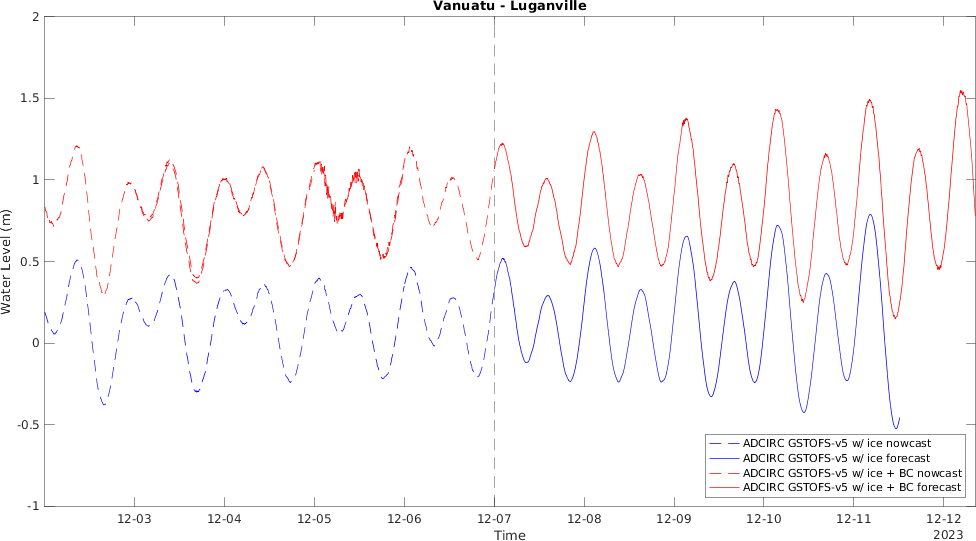 Vanuatu - Luganville
2
1.5
1
0.5
0
-0.5
-1
Water Level (m)
12-03 12-04 12-05 12-06 12-07 12-08 12-09 12-10 12-11 12-12
Time
2023
ADCIRC GSTOFS-v5 w/ ice nowcast
ADCIRC GSTOFS-v5 w/ ice forecast
ADCIRC GSTOFS-v5 w/ ice + BC nowcast
ADCIRC GSTOFS-v5 w/ ice + BC forecast